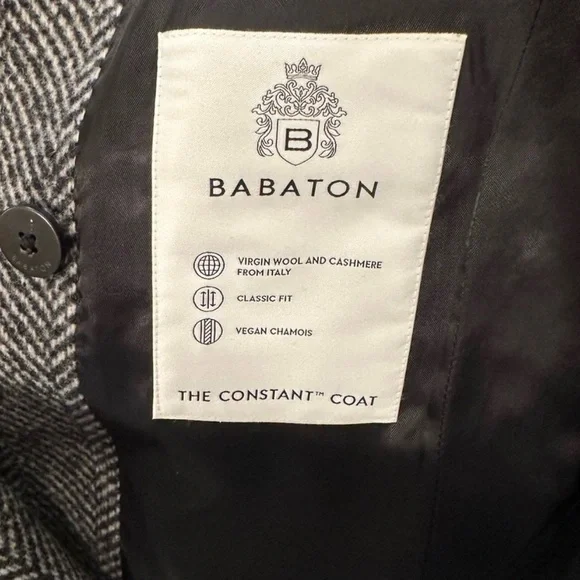 B
BABATON
VIRGIN WOOL AND CASHMERE
FROM ITALY
CLASSIC FIT
VEGAN CHAMOIS
THE CONSTANT™ COAT